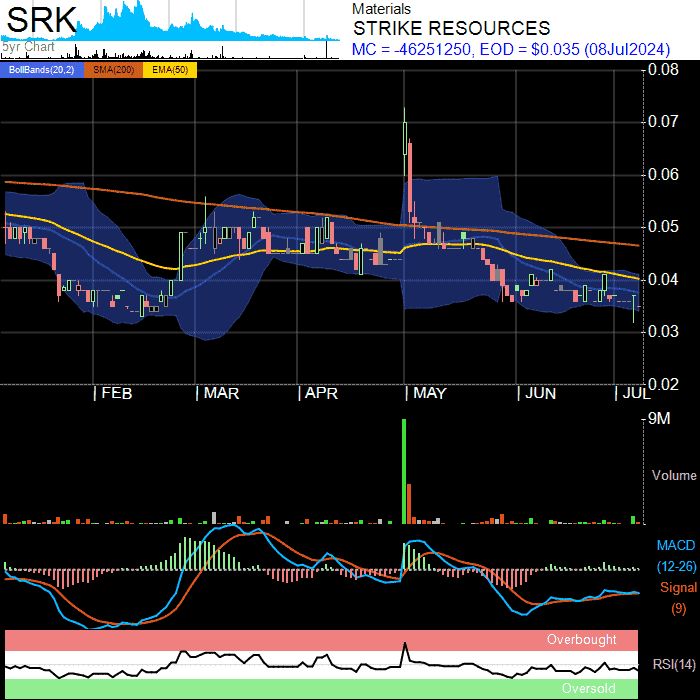 SRK
5yr Chart
Materials
STRIKE RESOURCES
MC = -46251250, EOD = $0.035 (08Jul2024)
BollBands(20,2) SMA(200) EMA(50)
0.08
0.07
0.06
0.05
0.04
0.03
0.02
| FEB | MAR | APR | MAY | JUN | JUL
9M
Volume
MACD
(12-26)
Signal
(9)
Overbought
RSI(14)
Oversold